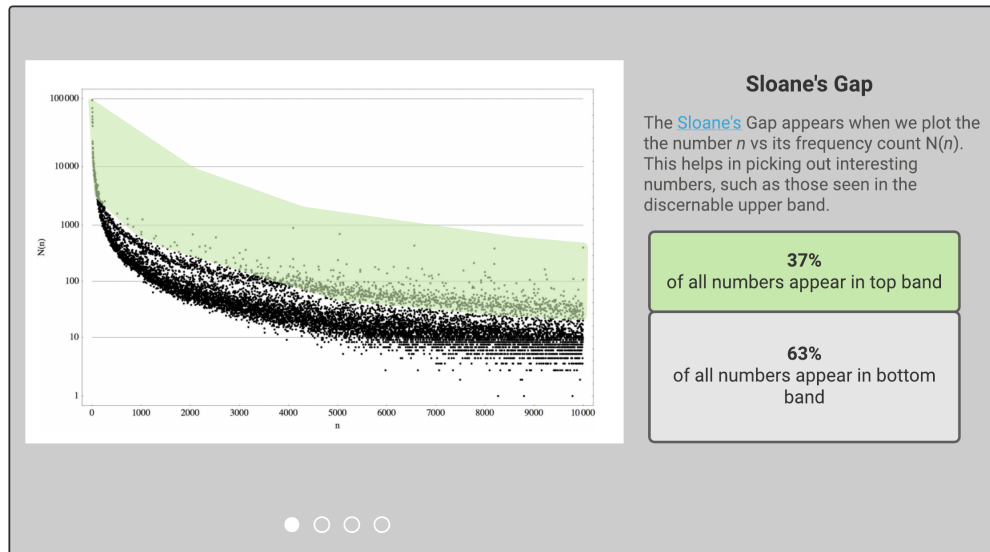 Sloane's Gap
The Sloane's Gap appears when we plot the
the number n vs its frequency count N(n).
This helps in picking out interesting
numbers, such as those seen in the
discernable upper band.
37%
of all numbers appear in top band
63%
of all numbers appear in bottom
band
100 000
10 000
1000
100
10
1
N(n)
0 1000 2000 3000 4000 5000 6000 7000 8000 9000 10 000
n